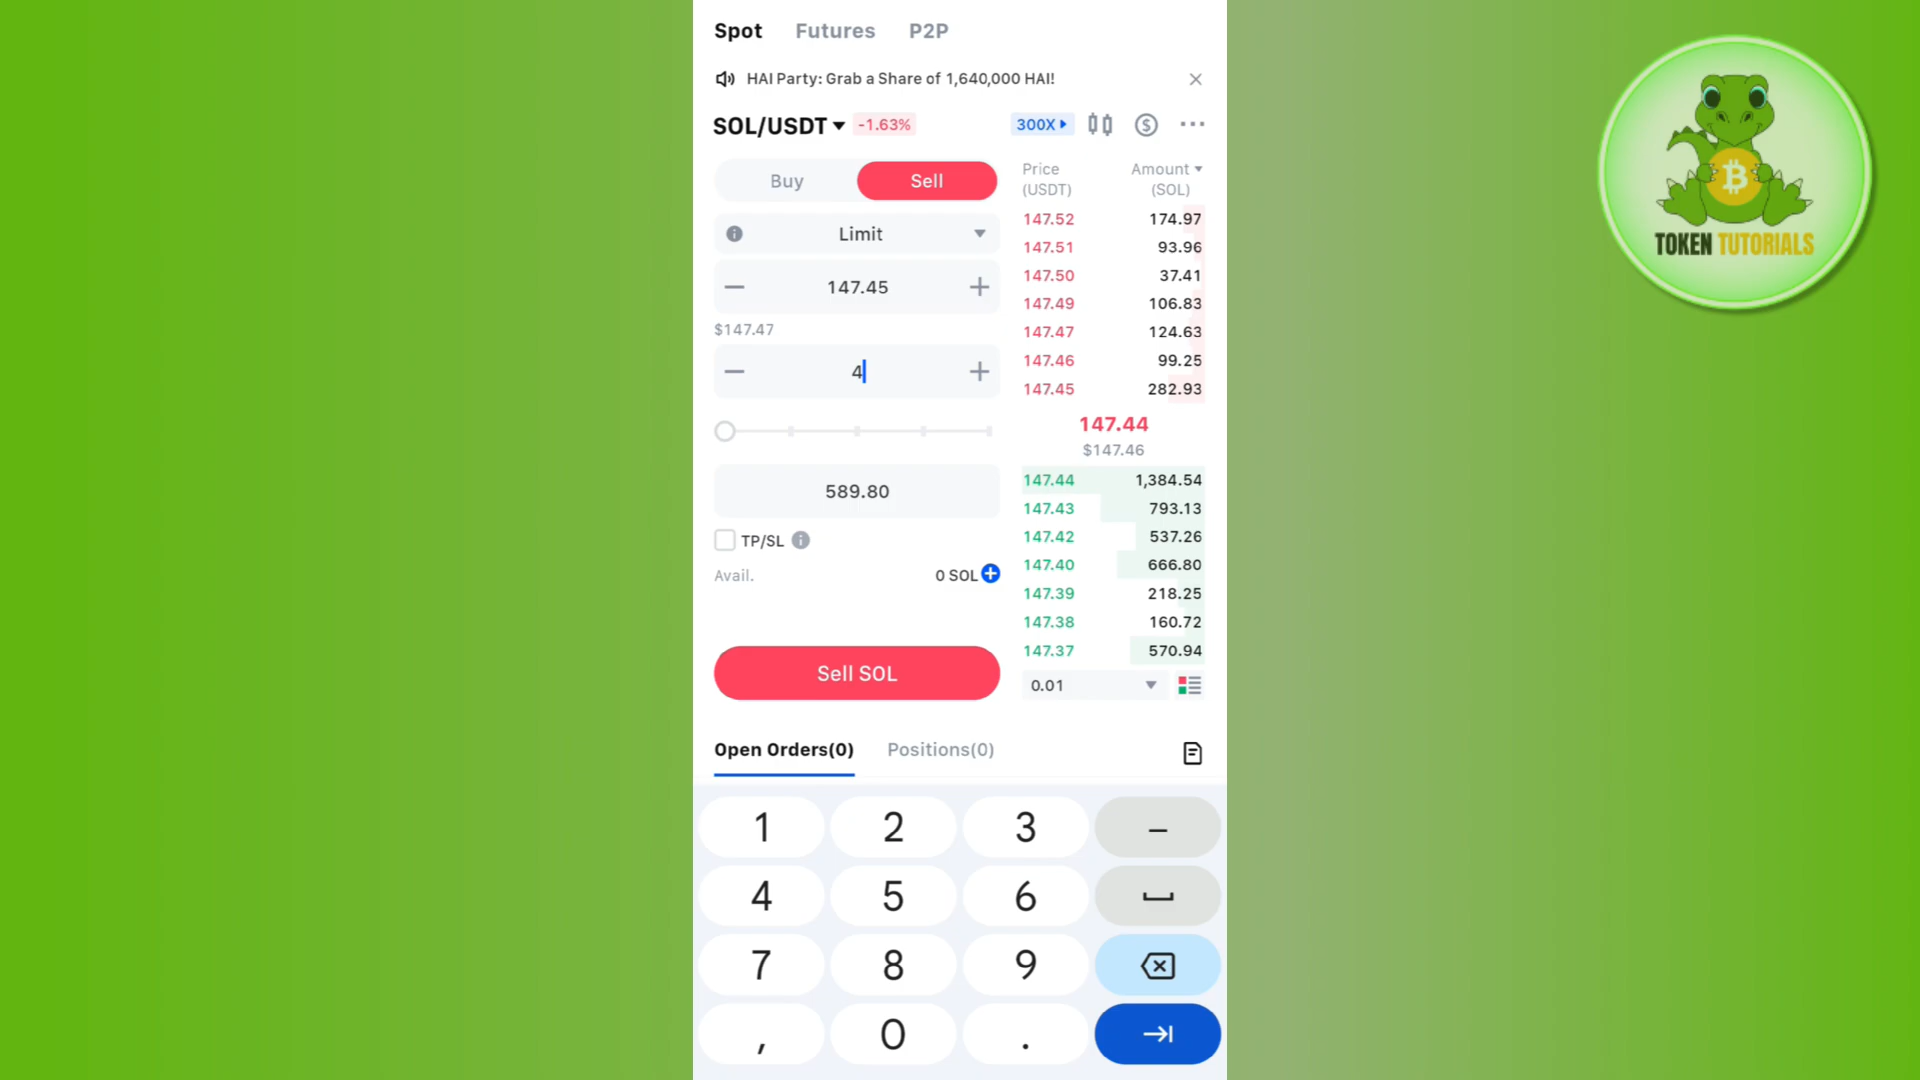 Spot Futures P2P
HAI Party: Grab a Share of 1,640,000 HAI!
SOL/USDT -1.63% 300X
Buy Sell
Limit
147.45
$147.47
4
589.80
TP/SL
Avail. 0 SOL
Sell SOL
Price Amount
(USDT) (SOL)
147.52 174.97
147.51 93.96
147.50 37.41
147.49 106.83
147.47 124.63
147.46 99.25
147.45 282.93
147.44
$147.46
147.44 1,384.54
147.43 793.13
147.42 537.26
147.40 666.80
147.39 218.25
147.38 160.72
147.37 570.94
0.01
Open Orders(0) Positions(0)
1 2 3 –
4 5 6
7 8 9
, 0 .
TOKEN TUTORIALS